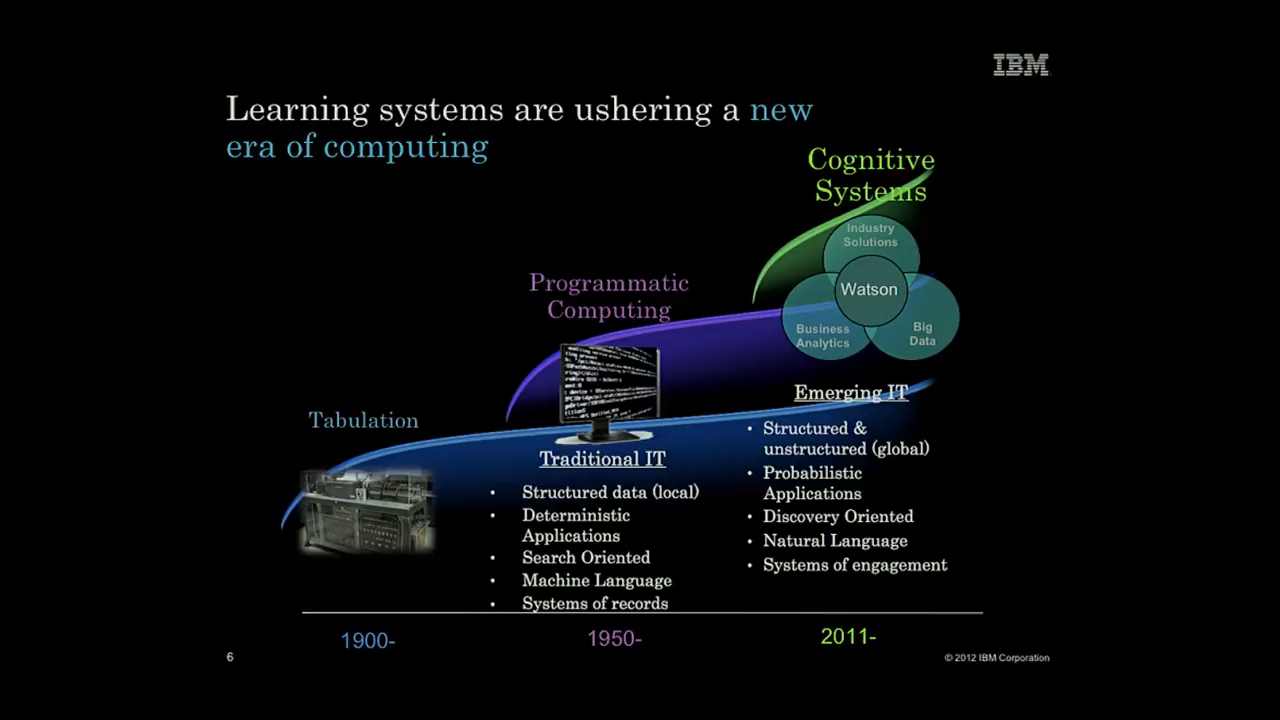 IBM
Learning systems are ushering a new
era of computing
Cognitive
Systems
Industry
Solutions
Watson
Business
Analytics
Big
Data
Programmatic
Computing
Tabulation
Traditional IT
• Structured data (local)
• Deterministic
Applications
• Search Oriented
• Machine Language
• Systems of records
Emerging IT
• Structured &
unstructured (global)
• Probabilistic
Applications
• Discovery Oriented
• Natural Language
• Systems of engagement
1900-
1950-
2011-
6
© 2012 IBM Corporation